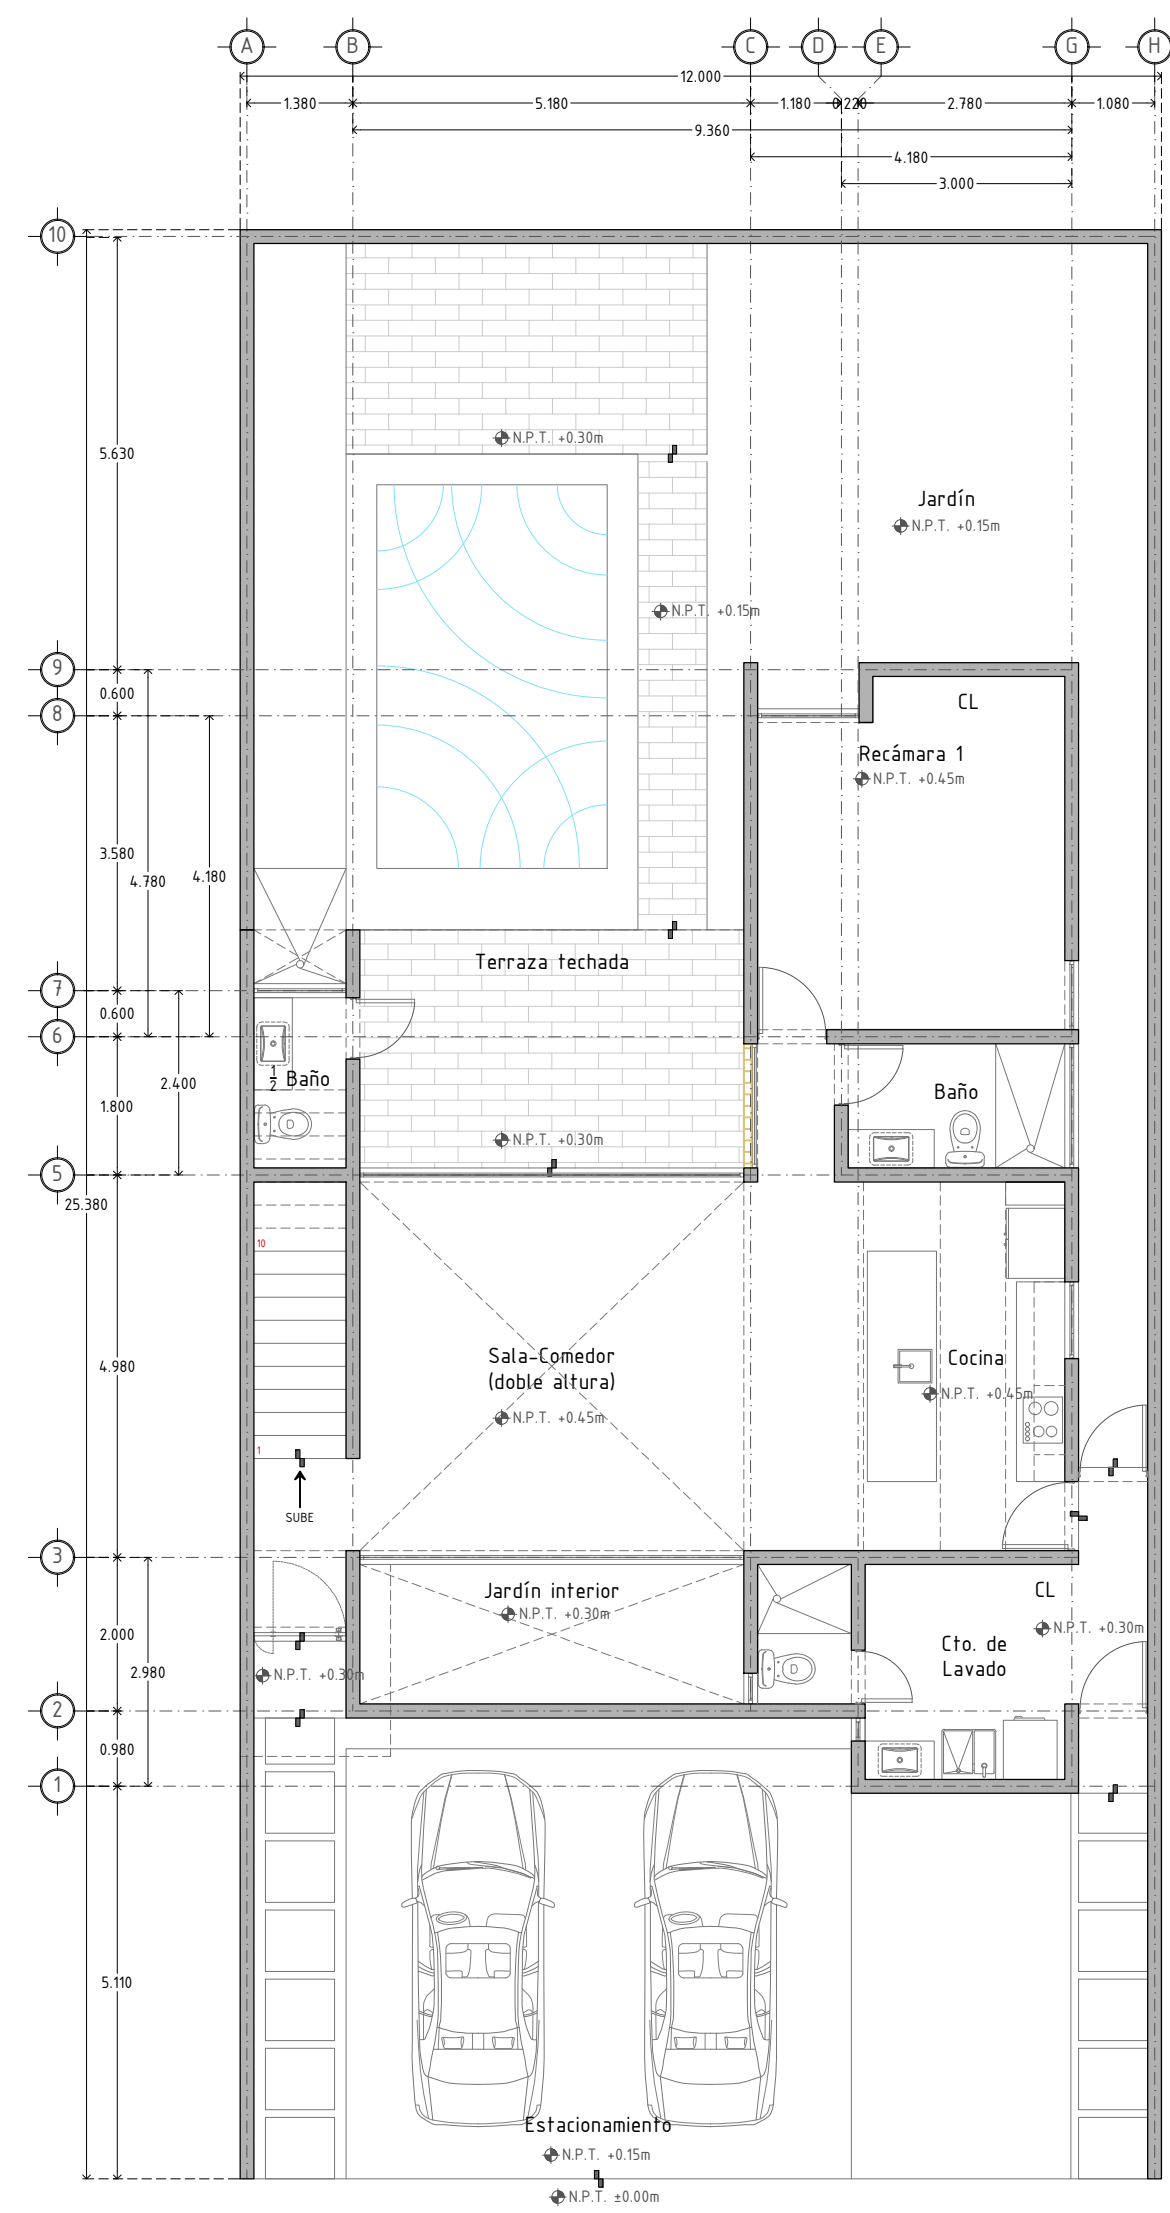 A B C D E G H
12.000
1.380 5.180 1.180 0.220 2.780 1.080
9.360
4.180
3.000
10
N.P.T. +0.30m
5.630
Jardín
N.P.T. +0.15m
N.P.T. +0.15m
9
0.600
CL
8
Recámara 1
N.P.T. +0.45m
3.580
4.780
4.180
Terraza techada
7
0.600
6
2.400
1/2 Baño
Baño
1.800
N.P.T. +0.30m
5
25.380
10
Sala-Comedor
(doble altura)
N.P.T. +0.45m
Cocina
N.P.T. +0.45m
4.980
1
SUBE
3
Jardín interior
N.P.T. +0.30m
CL
N.P.T. +0.30m
2.000
Cto. de
Lavado
2.980
N.P.T. +0.30m
2
0.980
1
5.110
Estacionamiento
N.P.T. +0.15m
N.P.T. ±0.00m